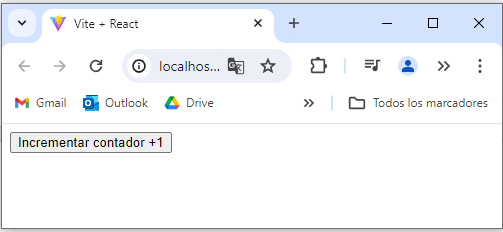 Vite + React
localhos...
Gmail Outlook Drive Todos los marcadores
Incrementar contador +1